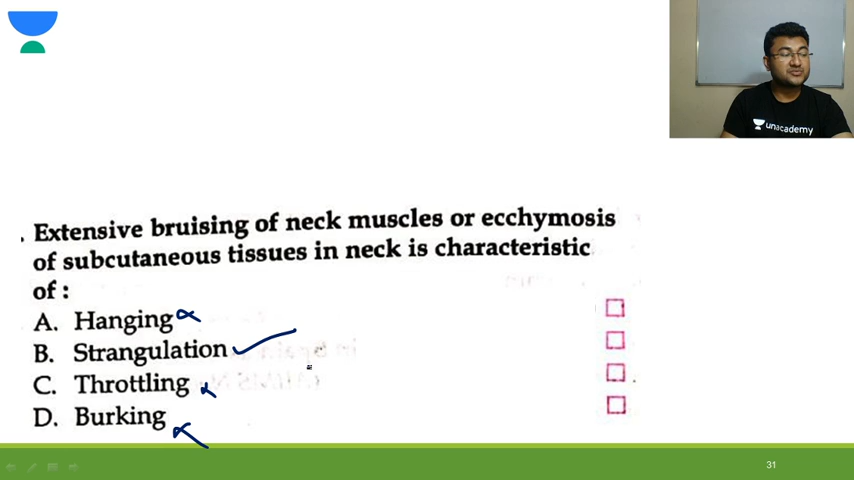 unacademy
. Extensive bruising of neck muscles or ecchymosis
of subcutaneous tissues in neck is characteristic
of :
A. Hanging
B. Strangulation
C. Throttling
D. Burking
31